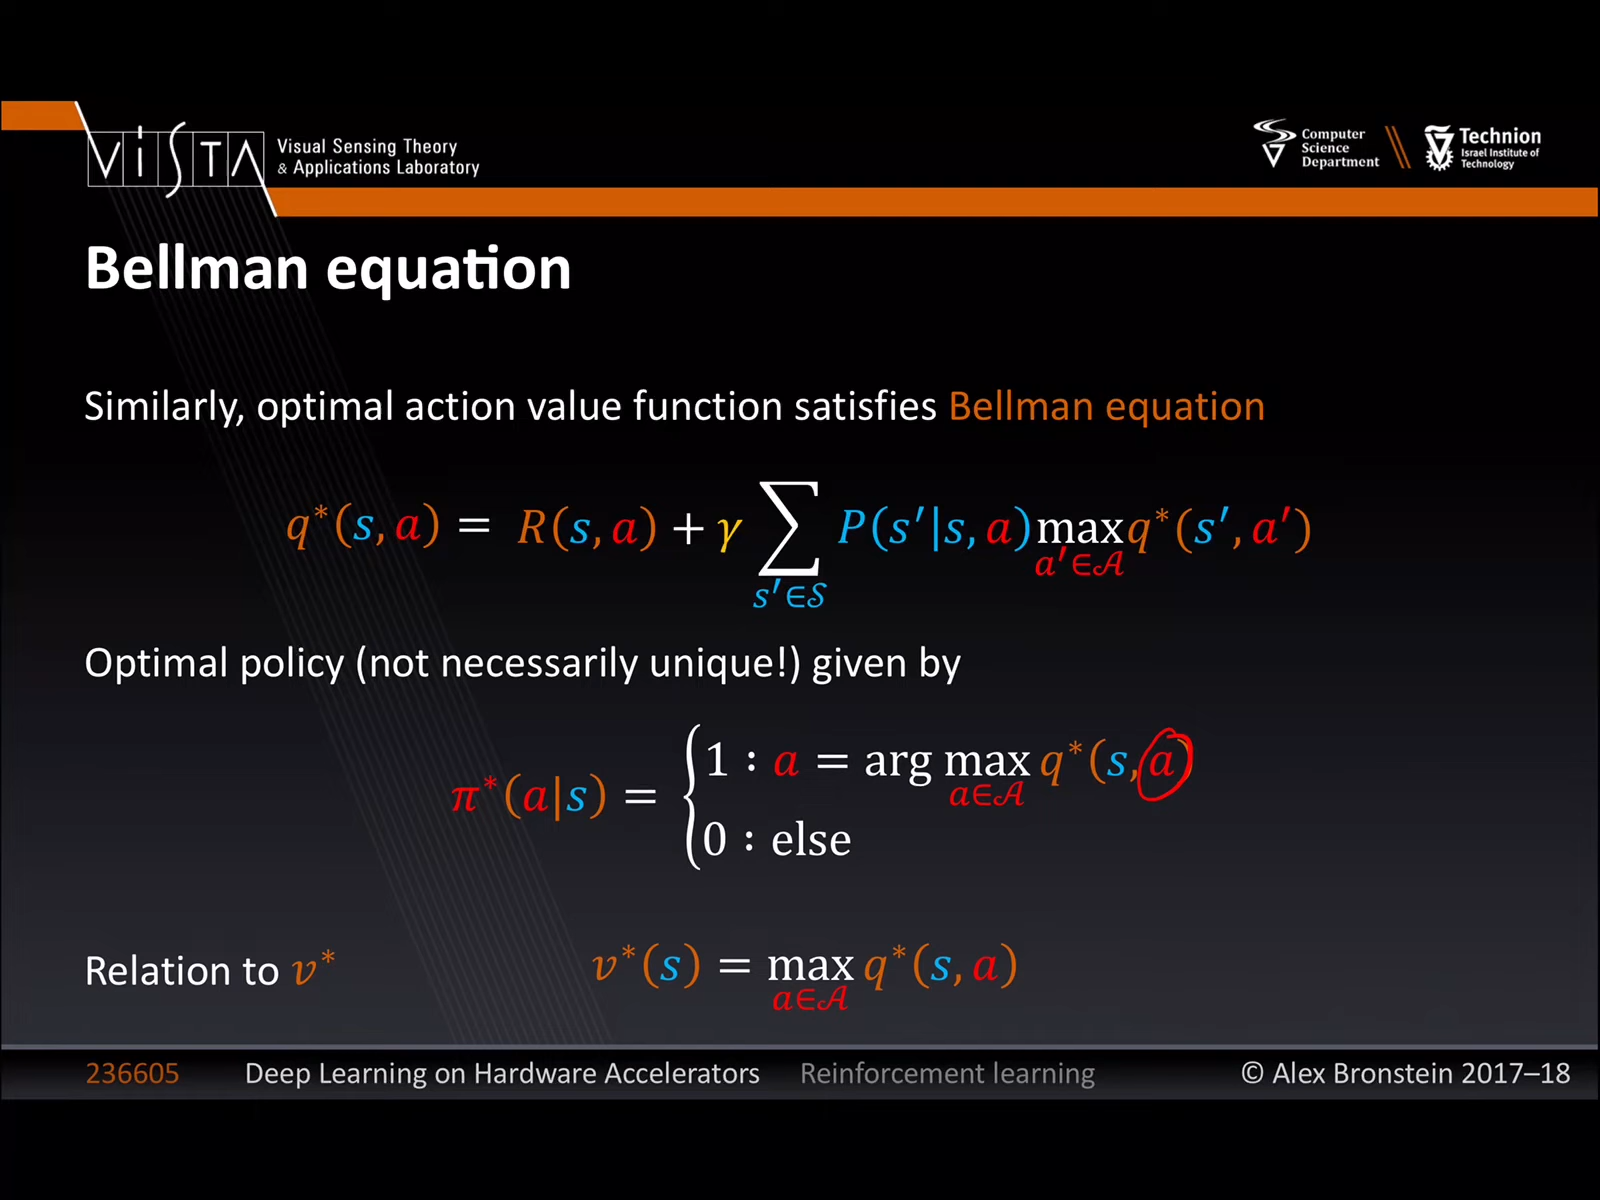 ViSTA
Visual Sensing Theory
& Applications Laboratory
Computer
Science
Department
Technion
Israel Institute of
Technology
Bellman equation
Similarly, optimal action value function satisfies Bellman equation
q*(s, a) = R(s, a) + γ ∑_{s′∈𝒮} P(s′|s, a) max_{a′∈𝒜} q*(s′, a′)
Optimal policy (not necessarily unique!) given by
π*(a|s) = { 1 : a = arg max_{a∈𝒜} q*(s, a)
0 : else
Relation to v* v*(s) = max_{a∈𝒜} q*(s, a)
236605 Deep Learning on Hardware Accelerators Reinforcement learning © Alex Bronstein 2017–18